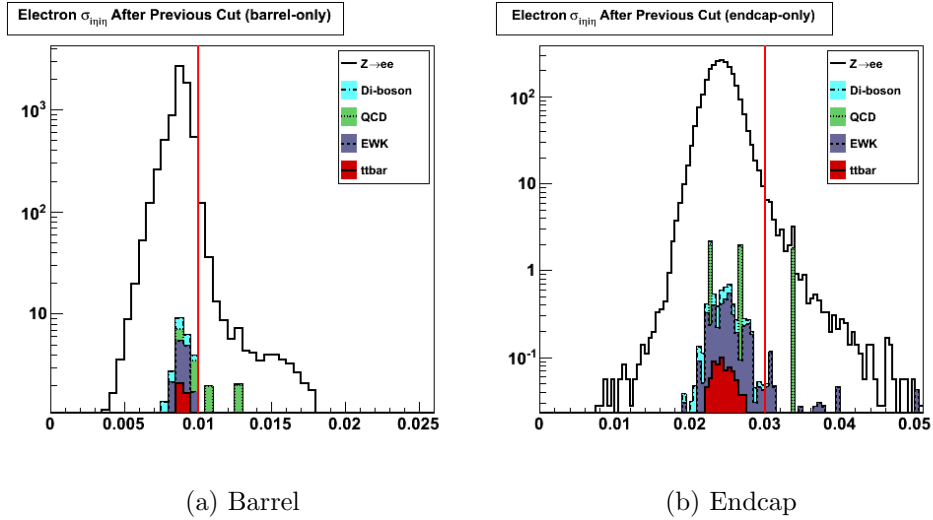 Electron σiηiη After Previous Cut (barrel-only)
Z→ee
Di-boson
QCD
EWK
ttbar
10³
10²
10
0 0.005 0.01 0.015 0.02 0.025
(a) Barrel
Electron σiηiη After Previous Cut (endcap-only)
Z→ee
Di-boson
QCD
EWK
ttbar
10²
10
1
10⁻¹
0 0.01 0.02 0.03 0.04 0.05
(b) Endcap